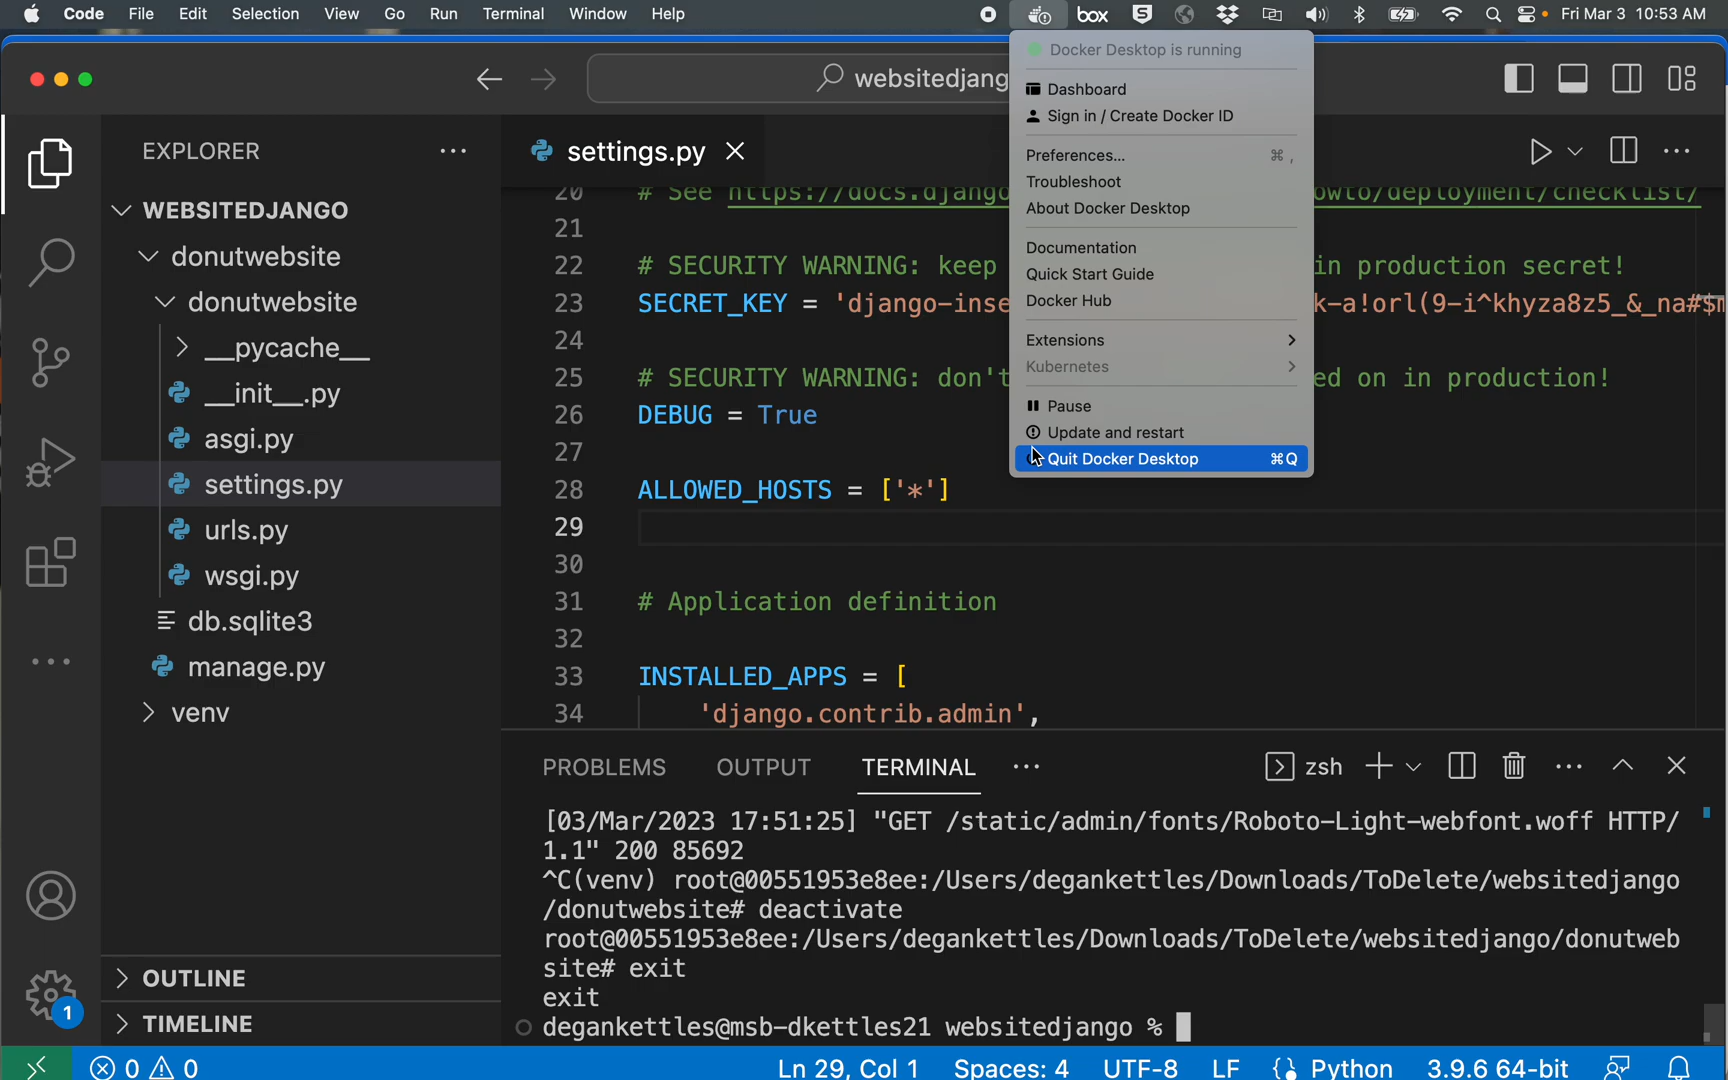 Code File Edit Selection View Go Run Terminal Window Help box Fri Mar 3 10:53 AM
websitedjang
Docker Desktop is running
Dashboard
Sign in / Create Docker ID
Preferences... ⌘ ,
Troubleshoot
About Docker Desktop
Documentation
Quick Start Guide
Docker Hub
Extensions
Kubernetes
Pause
Update and restart
Quit Docker Desktop ⌘Q
EXPLORER
WEBSITEDJANGO
donutwebsite
donutwebsite
__pycache__
__init__.py
asgi.py
settings.py
urls.py
wsgi.py
db.sqlite3
manage.py
venv
OUTLINE
TIMELINE
1
settings.py
20 # See https://docs.django owto/deployment/checklist/
21
22 # SECURITY WARNING: keep in production secret!
23 SECRET_KEY = 'django-inse k-a!orl(9-i^khyza8z5_&_na#$m
24
25 # SECURITY WARNING: don't ed on in production!
26 DEBUG = True
27
28 ALLOWED_HOSTS = ['*']
29
30
31 # Application definition
32
33 INSTALLED_APPS = [
34 'django.contrib.admin',
PROBLEMS OUTPUT TERMINAL zsh
[03/Mar/2023 17:51:25] "GET /static/admin/fonts/Roboto-Light-webfont.woff HTTP/
1.1" 200 85692
^C(venv) root@00551953e8ee:/Users/degankettles/Downloads/ToDelete/websitedjango
/donutwebsite# deactivate
root@00551953e8ee:/Users/degankettles/Downloads/ToDelete/websitedjango/donutweb
site# exit
exit
degankettles@msb-dkettles21 websitedjango %
0 0 Ln 29, Col 1 Spaces: 4 UTF-8 LF Python 3.9.6 64-bit